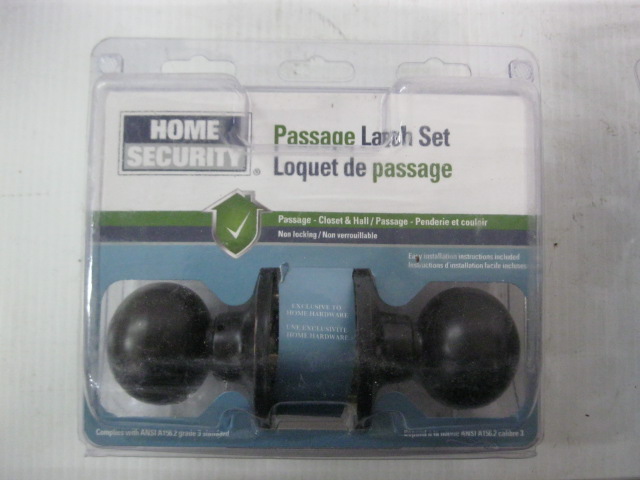 HOME
SECURITY®
Passage Latch Set
Loquet de passage
Passage - Closet & Hall / Passage - Penderie et couloir
Non locking / Non verrouillable
Easy installation instructions included
Instructions d'installation facile incluses
EXCLUSIVE TO
HOME HARDWARE
UNE EXCLUSIVITÉ
HOME HARDWARE
Complies with ANSI A156.2 grade 3 standard
la norme ANSI A156.2 calibre 3